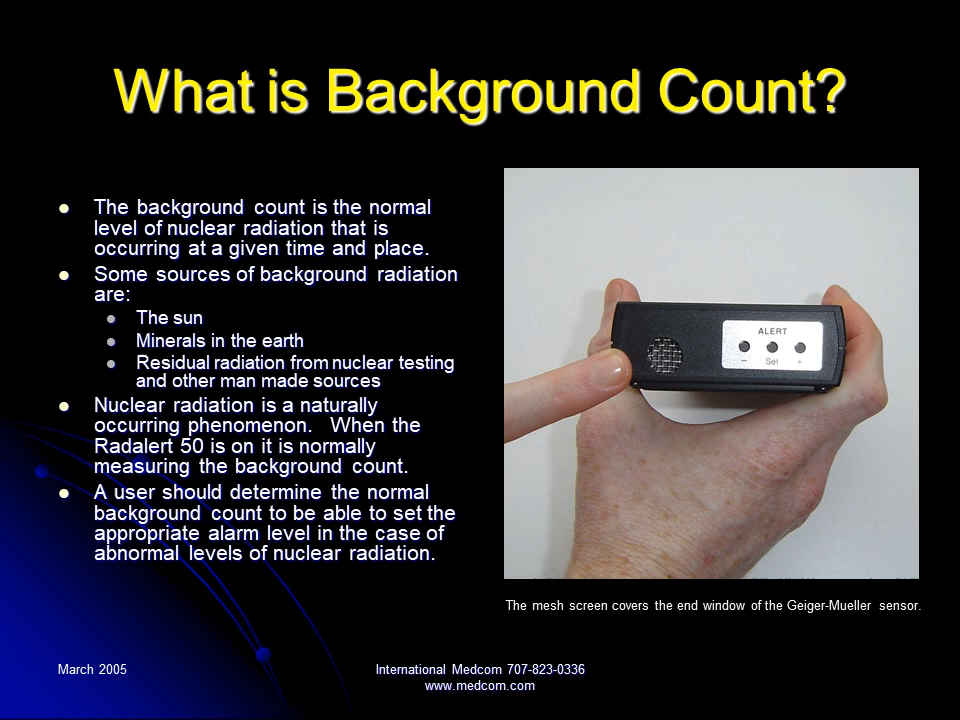 What is Background Count?
The background count is the normal
level of nuclear radiation that is
occurring at a given time and place.
Some sources of background radiation
are:
The sun
Minerals in the earth
Residual radiation from nuclear testing
and other man made sources
Nuclear radiation is a naturally
occurring phenomenon. When the
Radalert 50 is on it is normally
measuring the background count.
A user should determine the normal
background count to be able to set the
appropriate alarm level in the case of
abnormal levels of nuclear radiation.
ALERT
– Set +
The mesh screen covers the end window of the Geiger-Mueller sensor.
March 2005
International Medcom 707-823-0336
www.medcom.com